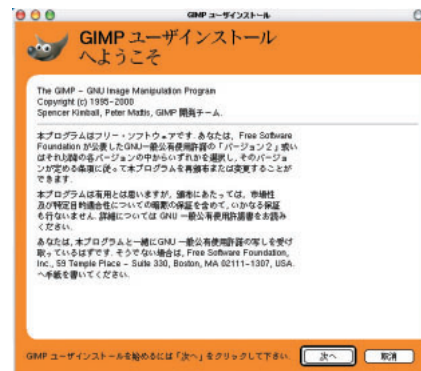 GIMP ユーザインストール
GIMP ユーザインストール
へようこそ
The GIMP – GNU Image Manipulation Program
Copyright (c) 1995-2000
Spencer Kimball, Peter Mattis, GIMP 開発チーム.
本プログラムはフリー・ソフトウェアです. あなたは, Free Software
Foundation が公表したGNU一般公有使用許諾の「バージョン2」或い
はそれ以降の各バージョンの中からいずれかを選択し, そのバージョ
ンが定める条項に従って本プログラムを再頒布または変更することが
できます.
本プログラムは有用とは思いますが, 頒布にあたっては, 市場性
及び特定目的適合性についての暗黙の保証を含めて, いかなる保証
も行ないません. 詳細については GNU 一般公有使用許諾書をお読み
ください.
あなたは, 本プログラムと一緒にGNU 一般公有使用許諾の写しを受け
取っているはずです. そうでない場合は, Free Software Foundation,
Inc., 59 Temple Place – Suite 330, Boston, MA 02111-1307, USA.
へ手紙を書いてください.
GIMP ユーザインストールを始めるには「次へ」をクリックして下さい.
次へ
取消